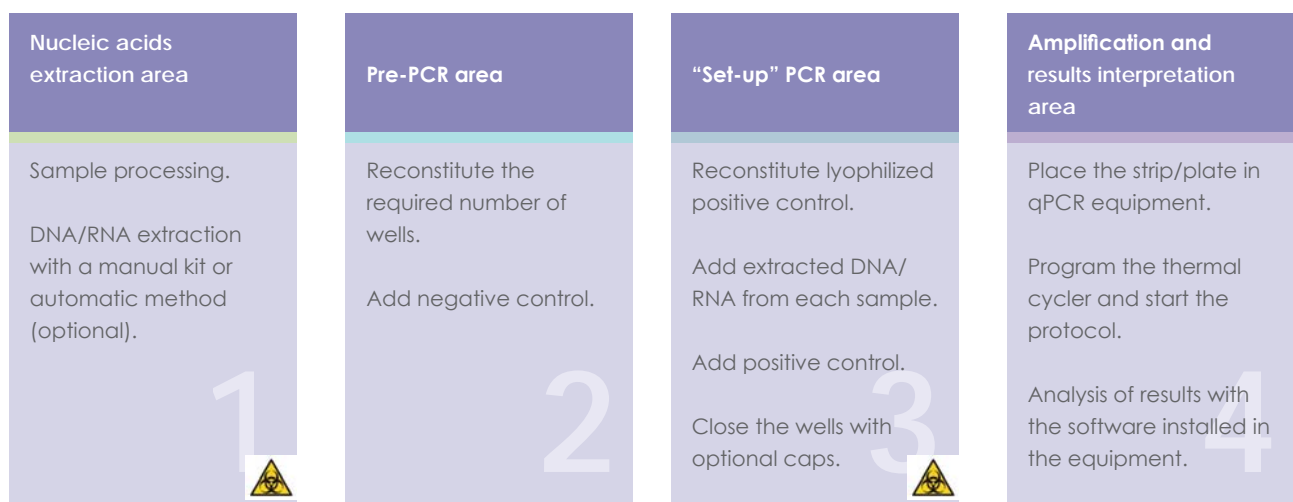 Nucleic acids
extraction area
Sample processing.
DNA/RNA extraction
with a manual kit or
automatic method
(optional).
1
Pre-PCR area
Reconstitute the
required number of
wells.
Add negative control.
2
“Set-up” PCR area
Reconstitute lyophilized
positive control.
Add extracted DNA/
RNA from each sample.
Add positive control.
Close the wells with
optional caps.
3
Amplification and
results interpretation
area
Place the strip/plate in
qPCR equipment.
Program the thermal
cycler and start the
protocol.
Analysis of results with
the software installed in
the equipment.
4